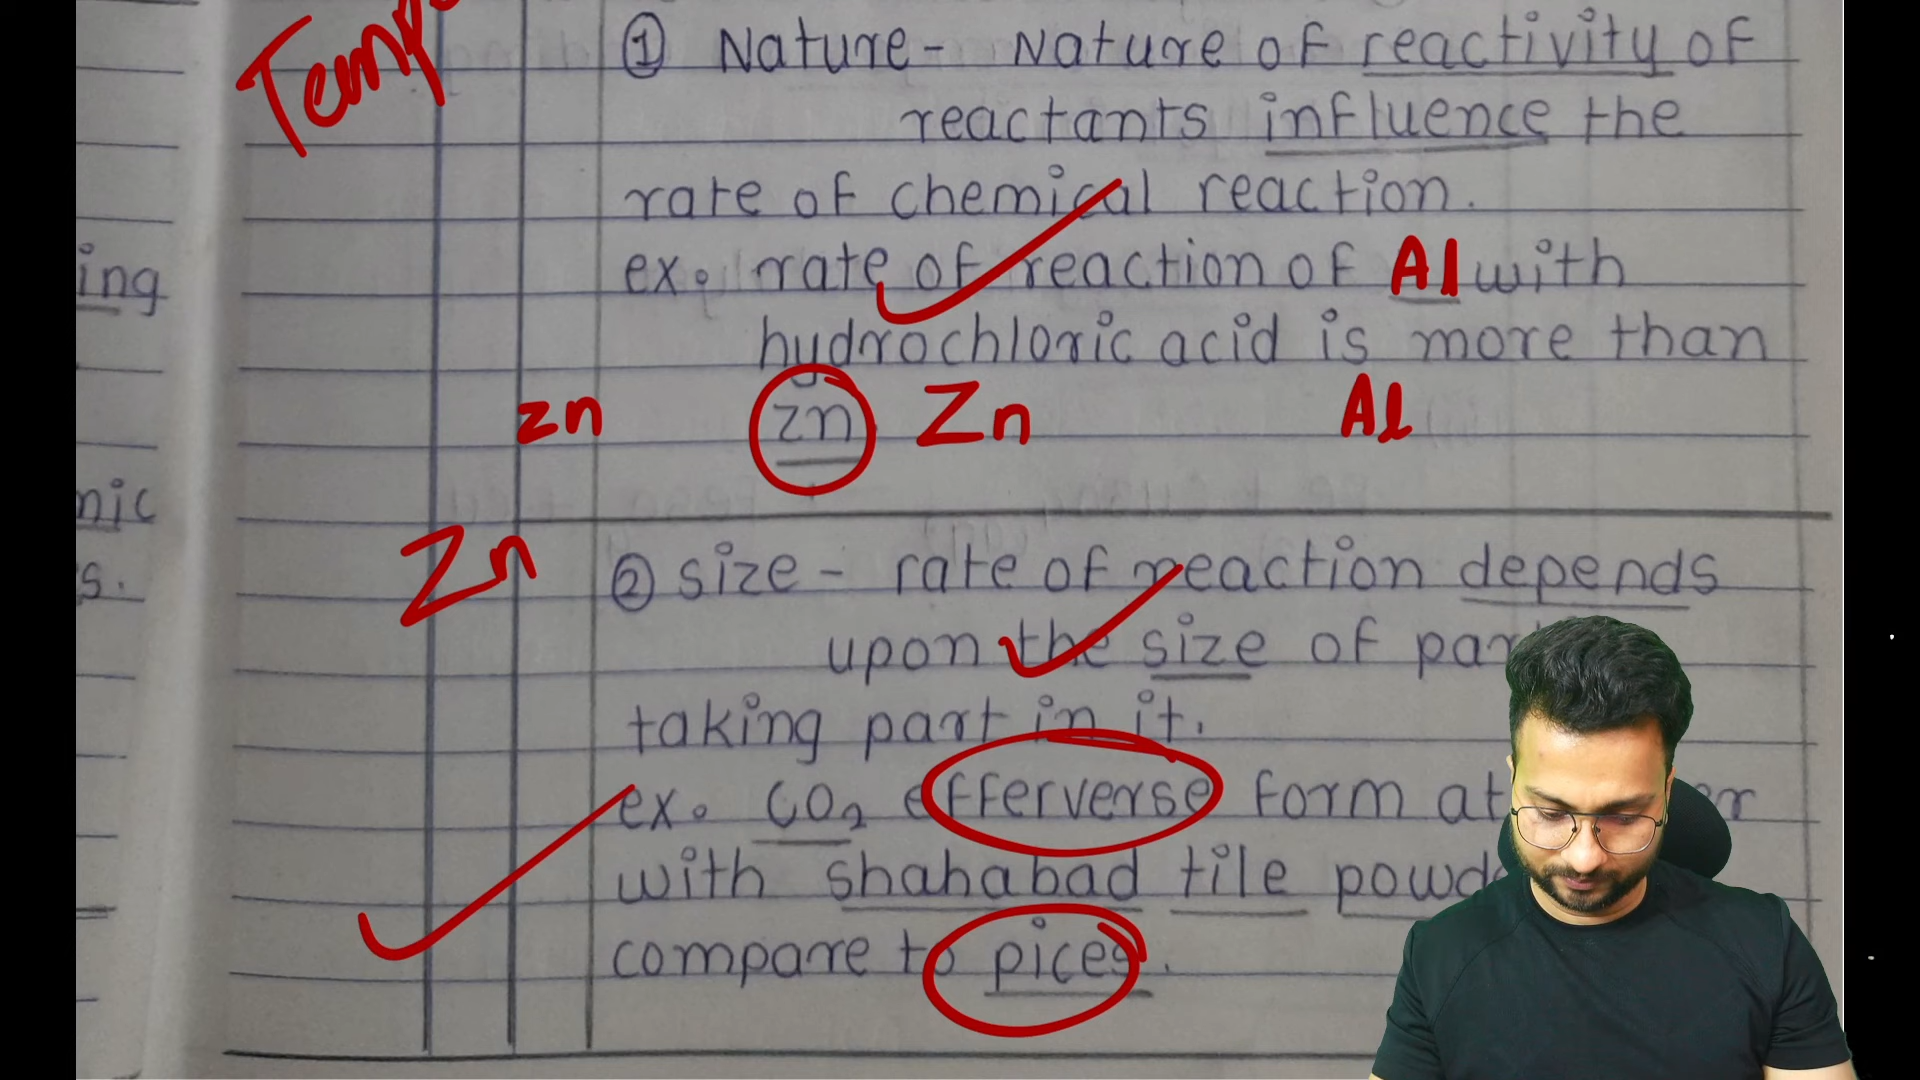 Temp
① Nature - Nature of reactivity of
reactants influence the
rate of chemical reaction.
ing
ex. rate of reaction of Al with
hydrochloric acid is more than
zn zn Zn Al
nic
Zn
② size - rate of reaction depends
s.
upon the size of
taking part in it.
ex. CO₂ efferverse form at
with shahabad tile
compare to pices.